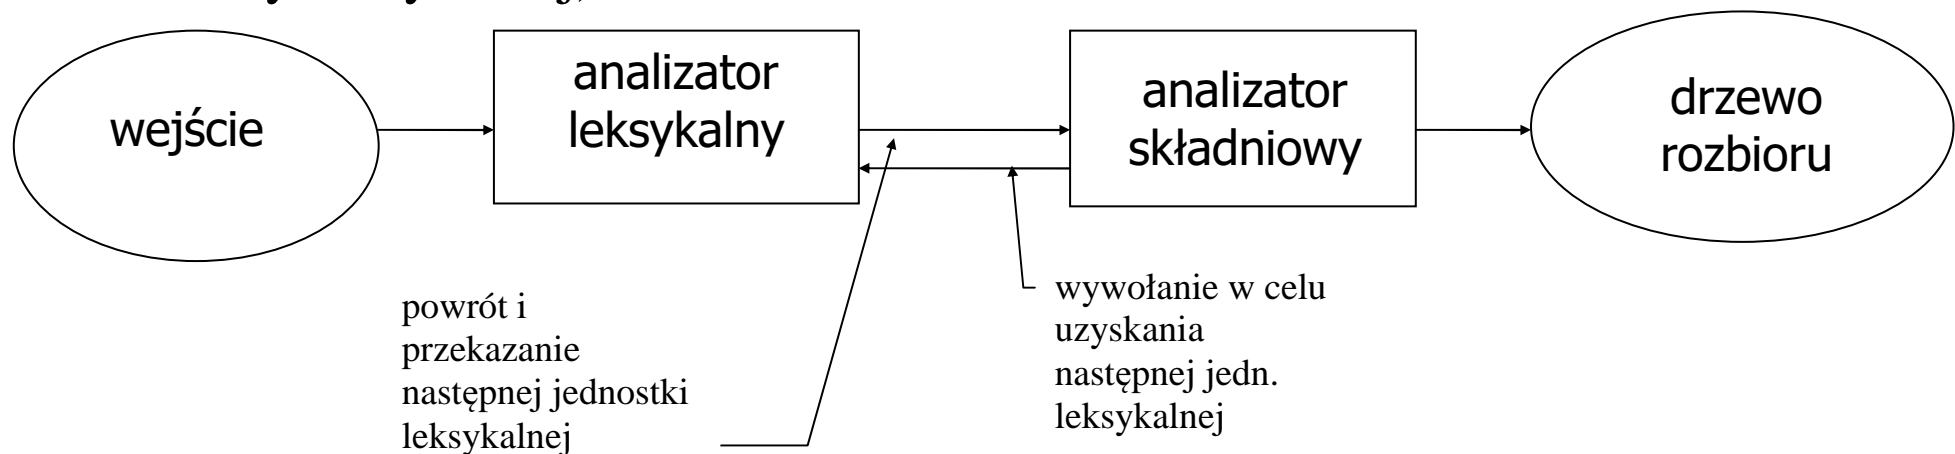 wejście
analizator
leksykalny
analizator
składniowy
drzewo
rozbioru
powrót i
przekazanie
następnej jednostki
leksykalnej
wywołanie w celu
uzyskania
następnej jedn.
leksykalnej